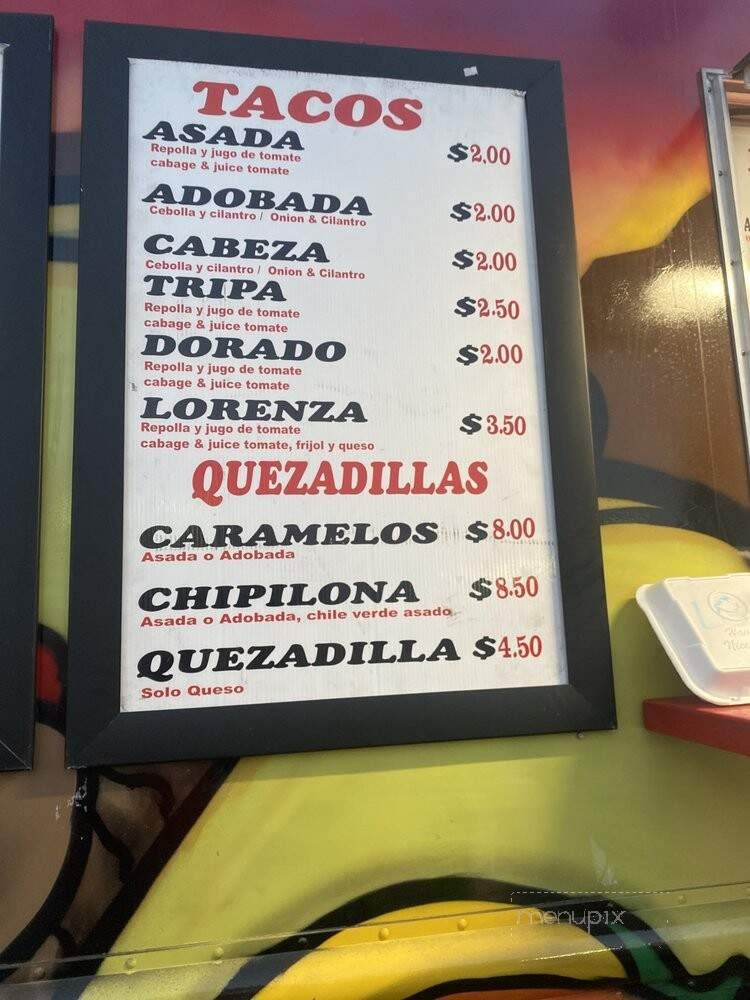 TACOS
ASADA $2.00
Repolla y jugo de tomate
cabage & juice tomate
ADOBADA $2.00
Cebolla y cilantro / Onion & Cilantro
CABEZA $2.00
Cebolla y cilantro / Onion & Cilantro
TRIPA $2.50
Repolla y jugo de tomate
cabage & juice tomate
DORADO $2.00
Repolla y jugo de tomate
cabage & juice tomate
LORENZA $3.50
Repolla y jugo de tomate
cabage & juice tomate, frijol y queso
QUEZADILLAS
CARAMELOS $8.00
Asada o Adobada
CHIPILONA $8.50
Asada o Adobada, chile verde asado
QUEZADILLA $4.50
Solo Queso
menupix